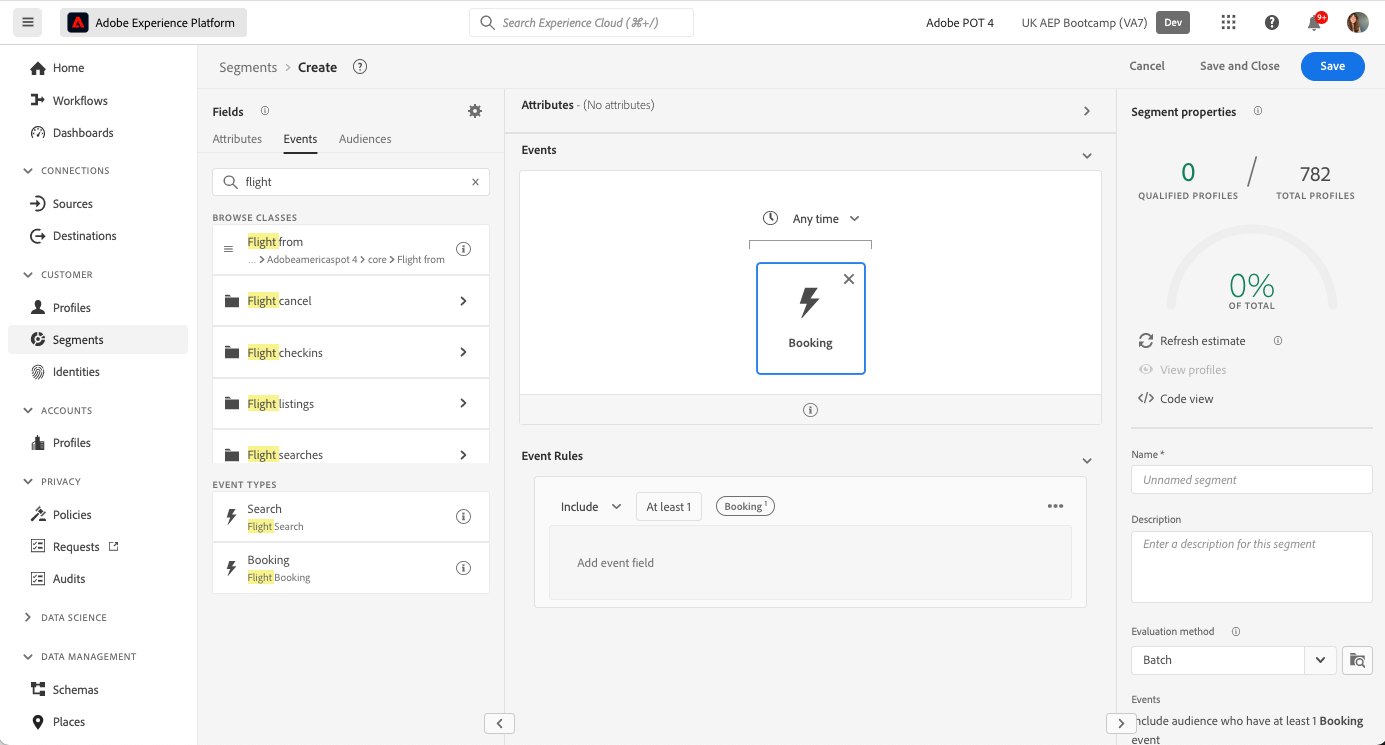 Adobe Experience Platform
Search Experience Cloud (⌘+/)
Adobe POT 4
UK AEP Bootcamp (VA7)
Dev
9+
Home
Workflows
Dashboards
CONNECTIONS
Sources
Destinations
CUSTOMER
Profiles
Segments
Identities
ACCOUNTS
Profiles
PRIVACY
Policies
Requests
Audits
DATA SCIENCE
DATA MANAGEMENT
Schemas
Places
Segments > Create
Cancel
Save and Close
Save
Fields
Attributes
Events
Audiences
flight
BROWSE CLASSES
Flight from
... > Adobeamericaspot 4 > core > Flight from
Flight cancel
Flight checkins
Flight listings
Flight searches
EVENT TYPES
Search
Flight Search
Booking
Flight Booking
Attributes - (No attributes)
Events
Any time
Booking
Event Rules
Include
At least 1
Booking 1
Add event field
Segment properties
0 / 782
QUALIFIED PROFILES
TOTAL PROFILES
0%
OF TOTAL
Refresh estimate
View profiles
</> Code view
Name *
Unnamed segment
Description
Enter a description for this segment
Evaluation method
Batch
Events
Include audience who have at least 1 Booking
event